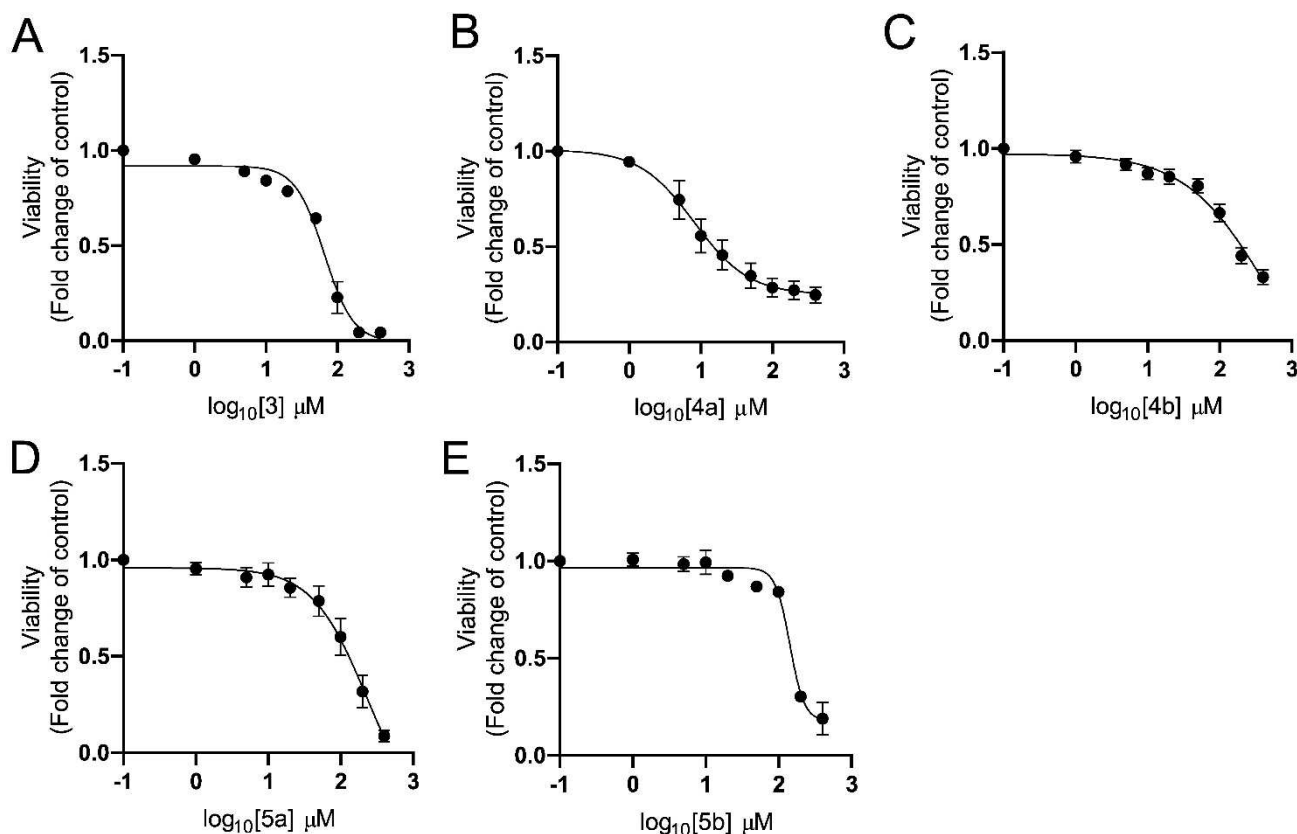 A
Viability
(Fold change of control)
1.5
1.0
0.5
0.0
-1
0
1
2
3
log10[3] µM
B
Viability
(Fold change of control)
1.5
1.0
0.5
0.0
-1
0
1
2
3
log10[4a] µM
C
Viability
(Fold change of control)
1.5
1.0
0.5
0.0
-1
0
1
2
3
log10[4b] µM
D
Viability
(Fold change of control)
1.5
1.0
0.5
0.0
-1
0
1
2
3
log10[5a] µM
E
Viability
(Fold change of control)
1.5
1.0
0.5
0.0
-1
0
1
2
3
log10[5b] µM